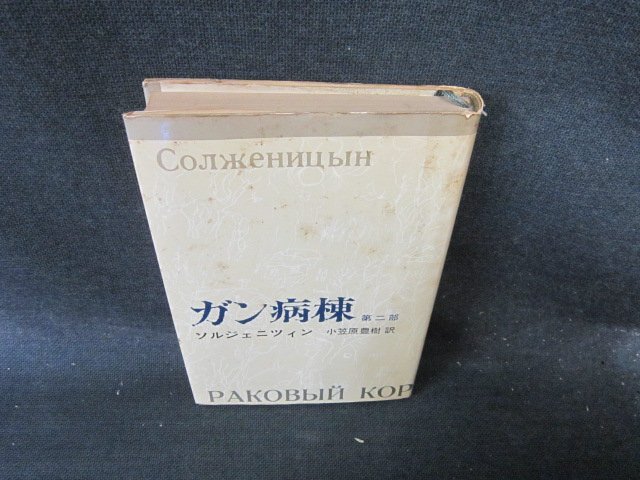 Солженицын
ガン病棟 第二部
ソルジェニツィン 小笠原豊樹 訳
РАКОВЫЙ КОР